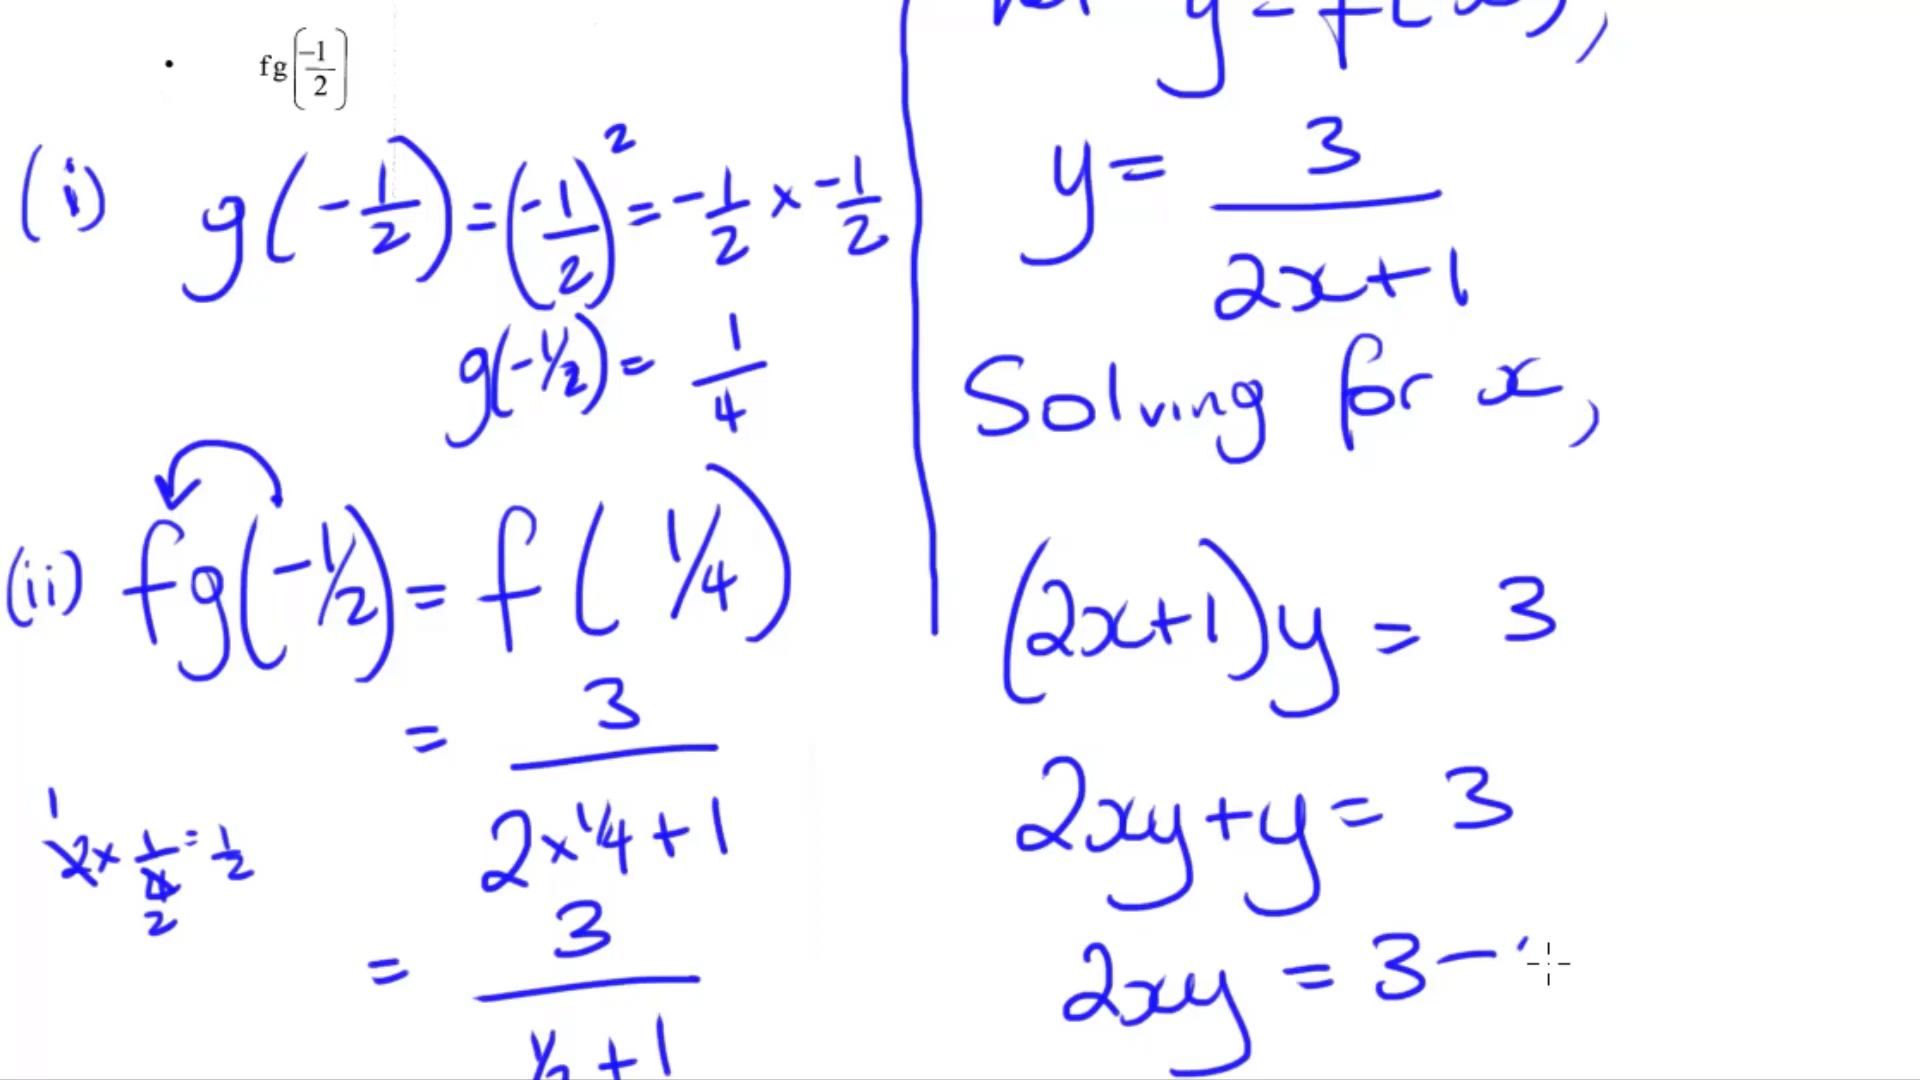 • fg(-1/2)
(i) g(-1/2) = (-1/2)² = -1/2 × -1/2
g(-1/2) = 1/4
(ii) fg(-1/2) = f(1/4)
= 3/(2×1/4+1)
2 × 1/4 = 1/2
1
2
= 3/(1/2+1)
y = f(x),
y = 3/(2x+1)
Solving for x,
(2x+1)y = 3
2xy+y = 3
2xy = 3 -